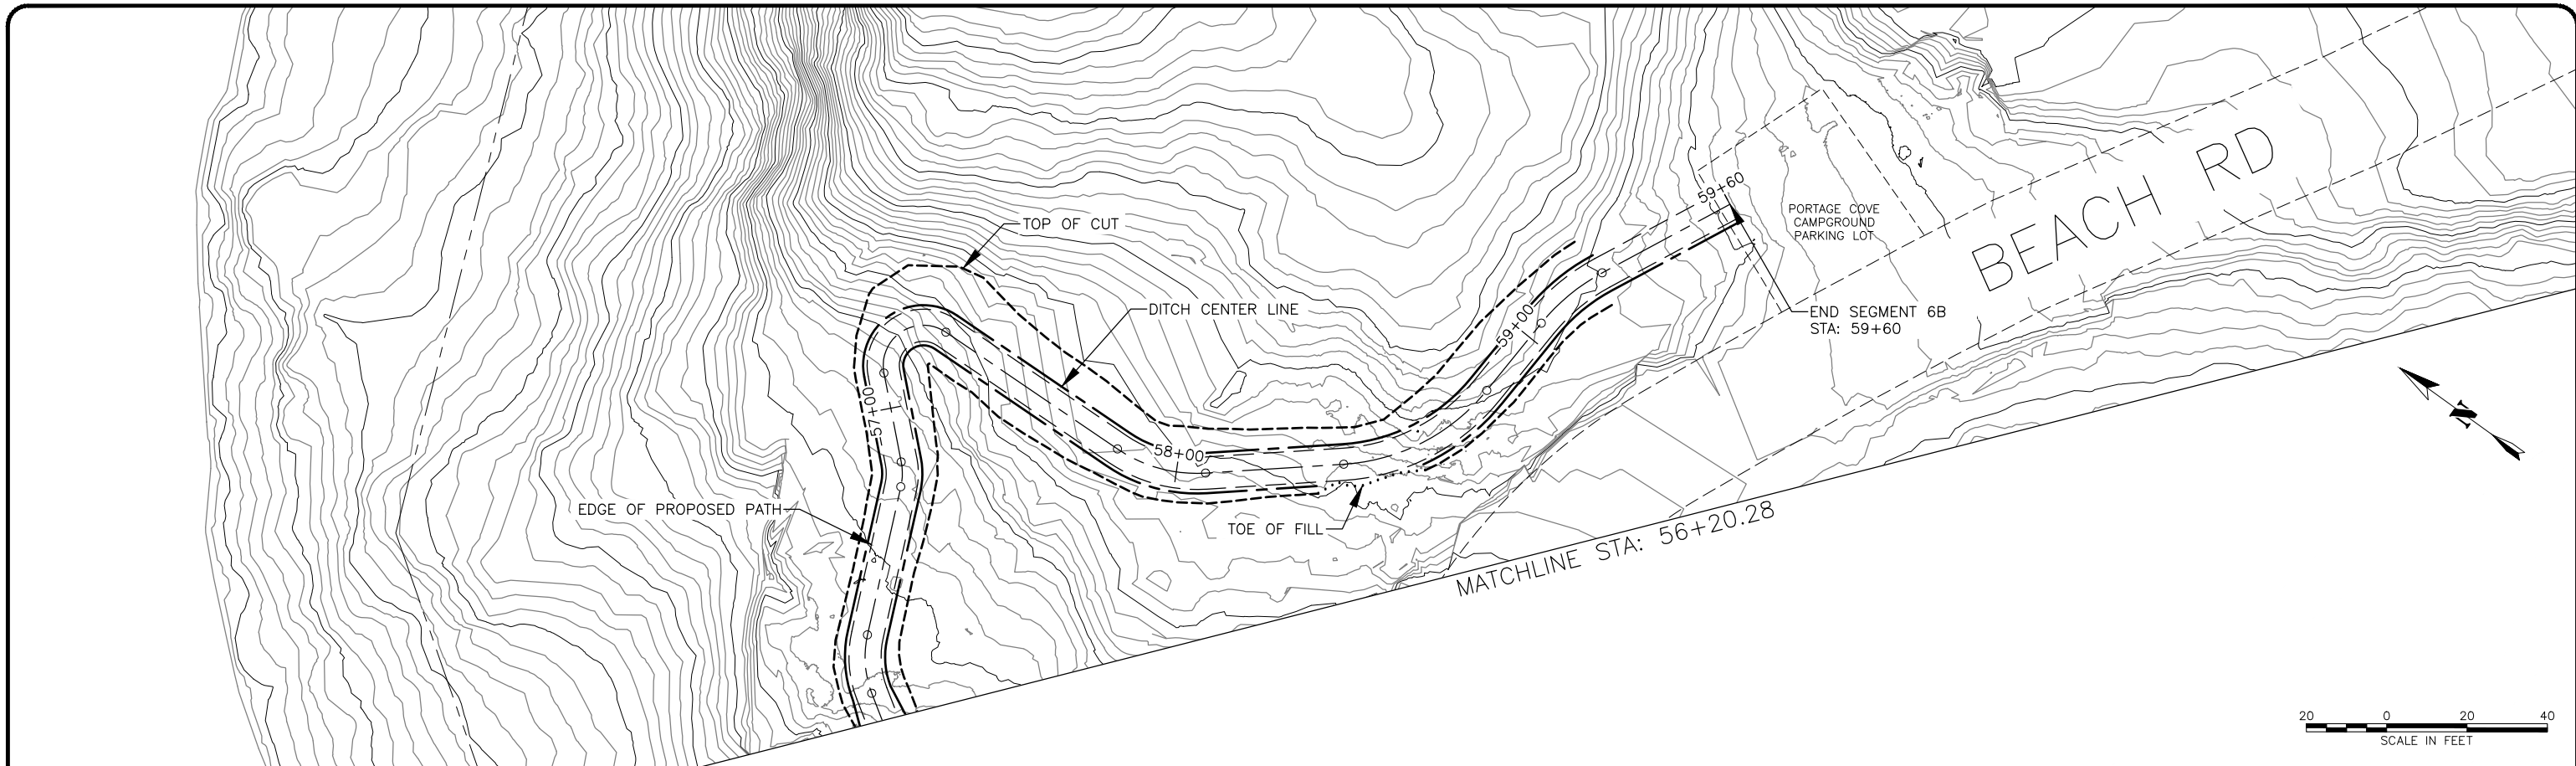 TOP OF CUT
59+60
PORTAGE COVE
CAMPGROUND
PARKING LOT
BEACH RD
DITCH CENTER LINE
59+00
END SEGMENT 6B
STA: 59+60
57+00
58+00
N
EDGE OF PROPOSED PATH
TOE OF FILL
MATCHLINE STA: 56+20.28
20 0 20 40
SCALE IN FEET